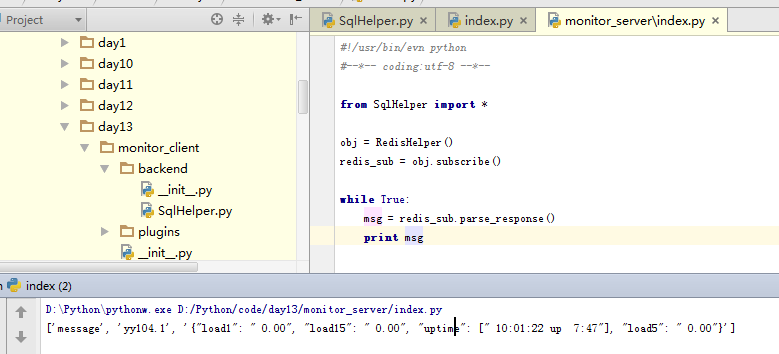 Project
day1
day10
day11
day12
day13
monitor_client
backend
__init__.py
SqlHelper.py
plugins
__init__.py
SqlHelper.py
index.py
monitor_server\index.py
#!/usr/bin/evn python
#--*-- coding:utf-8 --*--
from SqlHelper import *
obj = RedisHelper()
redis_sub = obj.subscribe()
while True:
msg = redis_sub.parse_response()
print msg
n index (2)
D:\Python\pythonw.exe D:/Python/code/day13/monitor_server/index.py
['message', 'yy104.1', '{"load1": " 0.00", "load15": " 0.00", "uptime": [" 10:01:22 up  7:47"], "load5": " 0.00"}']